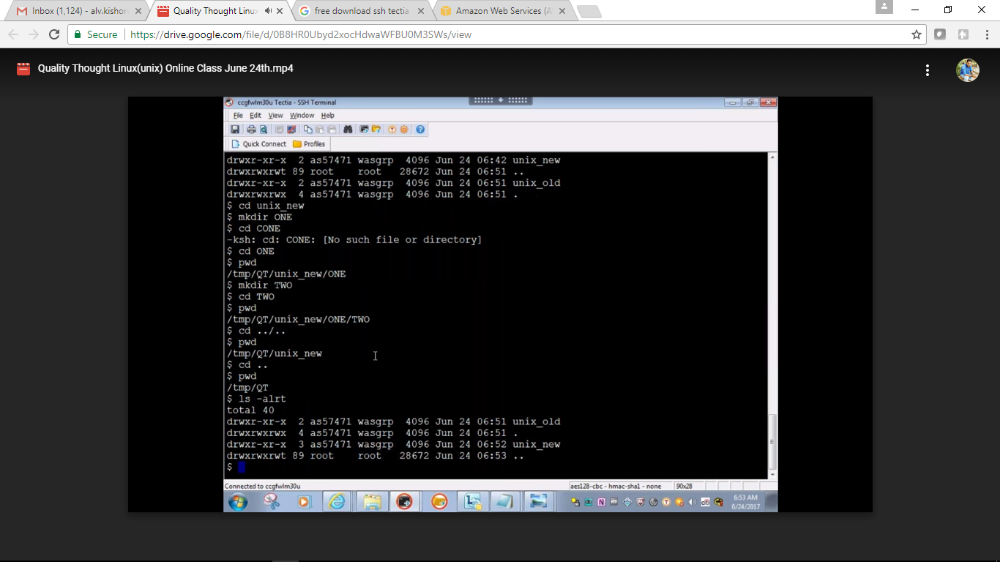 Inbox (1,124) - alv.kishor
Quality Thought Linux
free download ssh tectia
Amazon Web Services (A
Secure
https://drive.google.com/file/d/0B8HR0Ubyd2xocHdwaWFBU0M3SWs/view
Quality Thought Linux(unix) Online Class June 24th.mp4
ccgfwlm30u Tectia - SSH Terminal
File Edit View Window Help
Quick Connect Profiles
drwxr-xr-x 2 as57471 wasgrp 4096 Jun 24 06:42 unix_new
drwxrwxrwt 89 root root 28672 Jun 24 06:51 ..
drwxr-xr-x 2 as57471 wasgrp 4096 Jun 24 06:51 unix_old
drwxrwxrwx 4 as57471 wasgrp 4096 Jun 24 06:51 .
$ cd unix_new
$ mkdir ONE
$ cd CONE
-ksh: cd: CONE: [No such file or directory]
$ cd ONE
$ pwd
/tmp/QT/unix_new/ONE
$ mkdir TWO
$ cd TWO
$ pwd
/tmp/QT/unix_new/ONE/TWO
$ cd ../..
$ pwd
/tmp/QT/unix_new
$ cd ..
$ pwd
/tmp/QT
$ ls -alrt
total 40
drwxr-xr-x 2 as57471 wasgrp 4096 Jun 24 06:51 unix_old
drwxrwxrwx 4 as57471 wasgrp 4096 Jun 24 06:51 .
drwxr-xr-x 3 as57471 wasgrp 4096 Jun 24 06:52 unix_new
drwxrwxrwt 89 root root 28672 Jun 24 06:53 ..
$
Connected to ccgfwlm30u
aes128-cbc - hmac-sha1 - none
90x28
citi
6:53 AM
6/24/2017